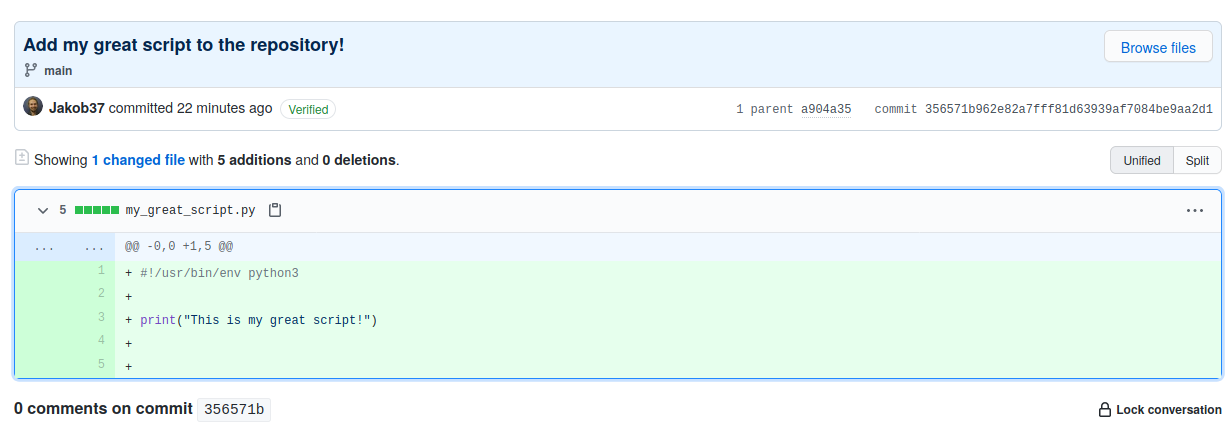 Add my great script to the repository!
Browse files
main
Jakob37 committed 22 minutes ago Verified
1 parent a904a35 commit 356571b962e82a7fff81d63939af7084be9aa2d1
Showing 1 changed file with 5 additions and 0 deletions.
Unified Split
5 my_great_script.py ...
... ... @@ -0,0 +1,5 @@
1 + #!/usr/bin/env python3
2 +
3 + print("This is my great script!")
4 +
5 +
0 comments on commit 356571b
Lock conversation